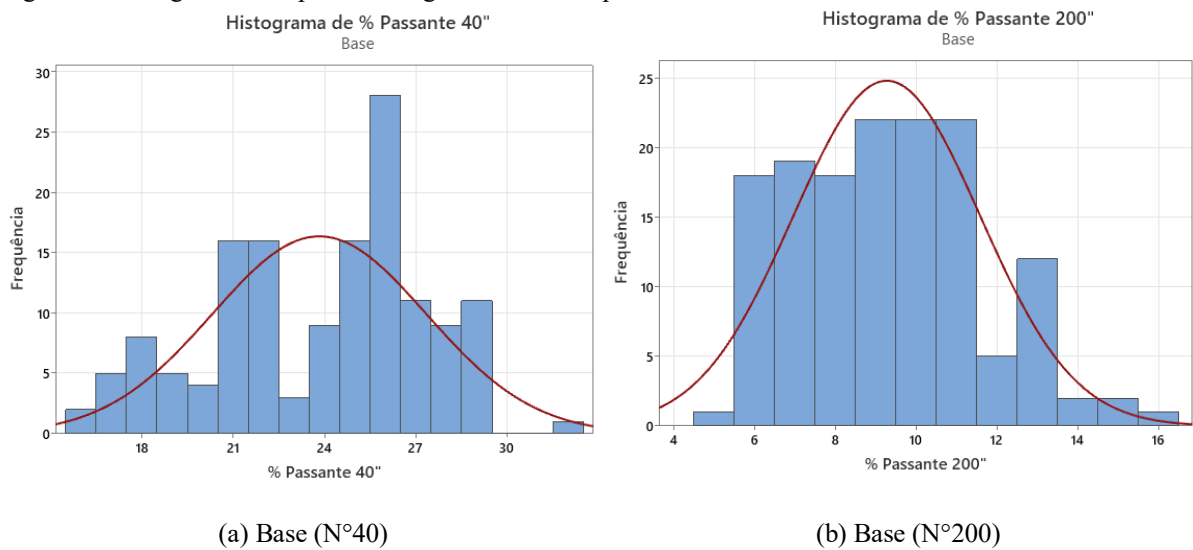 Histograma de % Passante 40"
Base
30
25
20
15
10
5
0
Frequência
18
21
24
27
30
% Passante 40"
(a) Base (N°40)
Histograma de % Passante 200"
Base
25
20
15
10
5
0
Frequência
4
6
8
10
12
14
16
% Passante 200"
(b) Base (N°200)